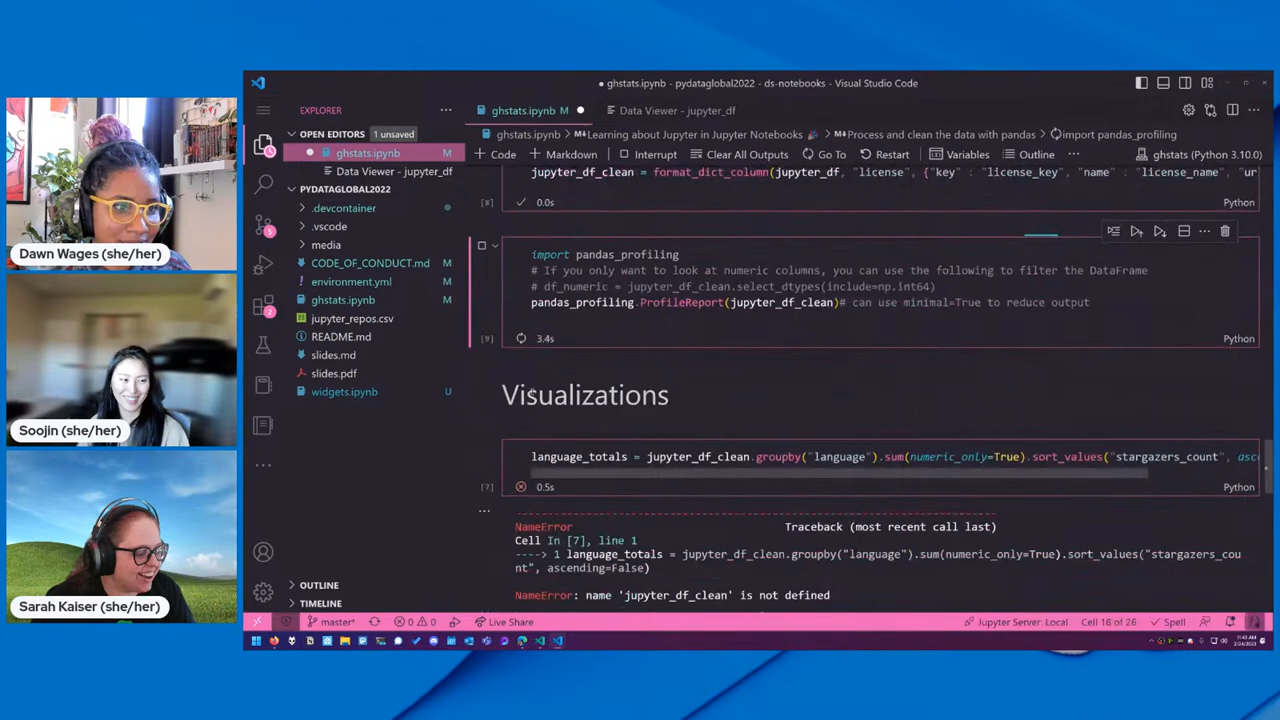 Dawn Wages (she/her)
Soojin (she/her)
Sarah Kaiser (she/her)
● ghstats.ipynb - pydataglobal2022 - ds-notebooks - Visual Studio Code
EXPLORER
ghstats.ipynb M
Data Viewer - jupyter_df
OPEN EDITORS 1 unsaved
ghstats.ipynb M
Data Viewer - jupyter_df
PYDATAGLOBAL2022
.devcontainer
.vscode
media
CODE_OF_CONDUCT.md M
environment.yml M
ghstats.ipynb M
jupyter_repos.csv
README.md
slides.md
slides.pdf
widgets.ipynb U
OUTLINE
TIMELINE
ghstats.ipynb > Learning about Jupyter in Jupyter Notebooks > Process and clean the data with pandas > import pandas_profiling
+ Code + Markdown Interrupt Clear All Outputs Go To Restart Variables Outline ghstats (Python 3.10.0)
jupyter_df_clean = format_dict_column(jupyter_df, "license", {"key" : "license_key", "name" : "license_name", "ur
[8] 0.0s Python
import pandas_profiling
# If you only want to look at numeric columns, you can use the following to filter the DataFrame
# df_numeric = jupyter_df_clean.select_dtypes(include=np.int64)
pandas_profiling.ProfileReport(jupyter_df_clean)# can use minimal=True to reduce output
[9] 3.4s Python
Visualizations
language_totals = jupyter_df_clean.groupby("language").sum(numeric_only=True).sort_values("stargazers_count", asce
[7] 0.5s Python
NameError Traceback (most recent call last)
Cell In [7], line 1
----> 1 language_totals = jupyter_df_clean.groupby("language").sum(numeric_only=True).sort_values("stargazers_cou
nt", ascending=False)
NameError: name 'jupyter_df_clean' is not defined
master* 0 0 Live Share Jupyter Server: Local Cell 18 of 26 Spell
11:43 AM
2/24/2023